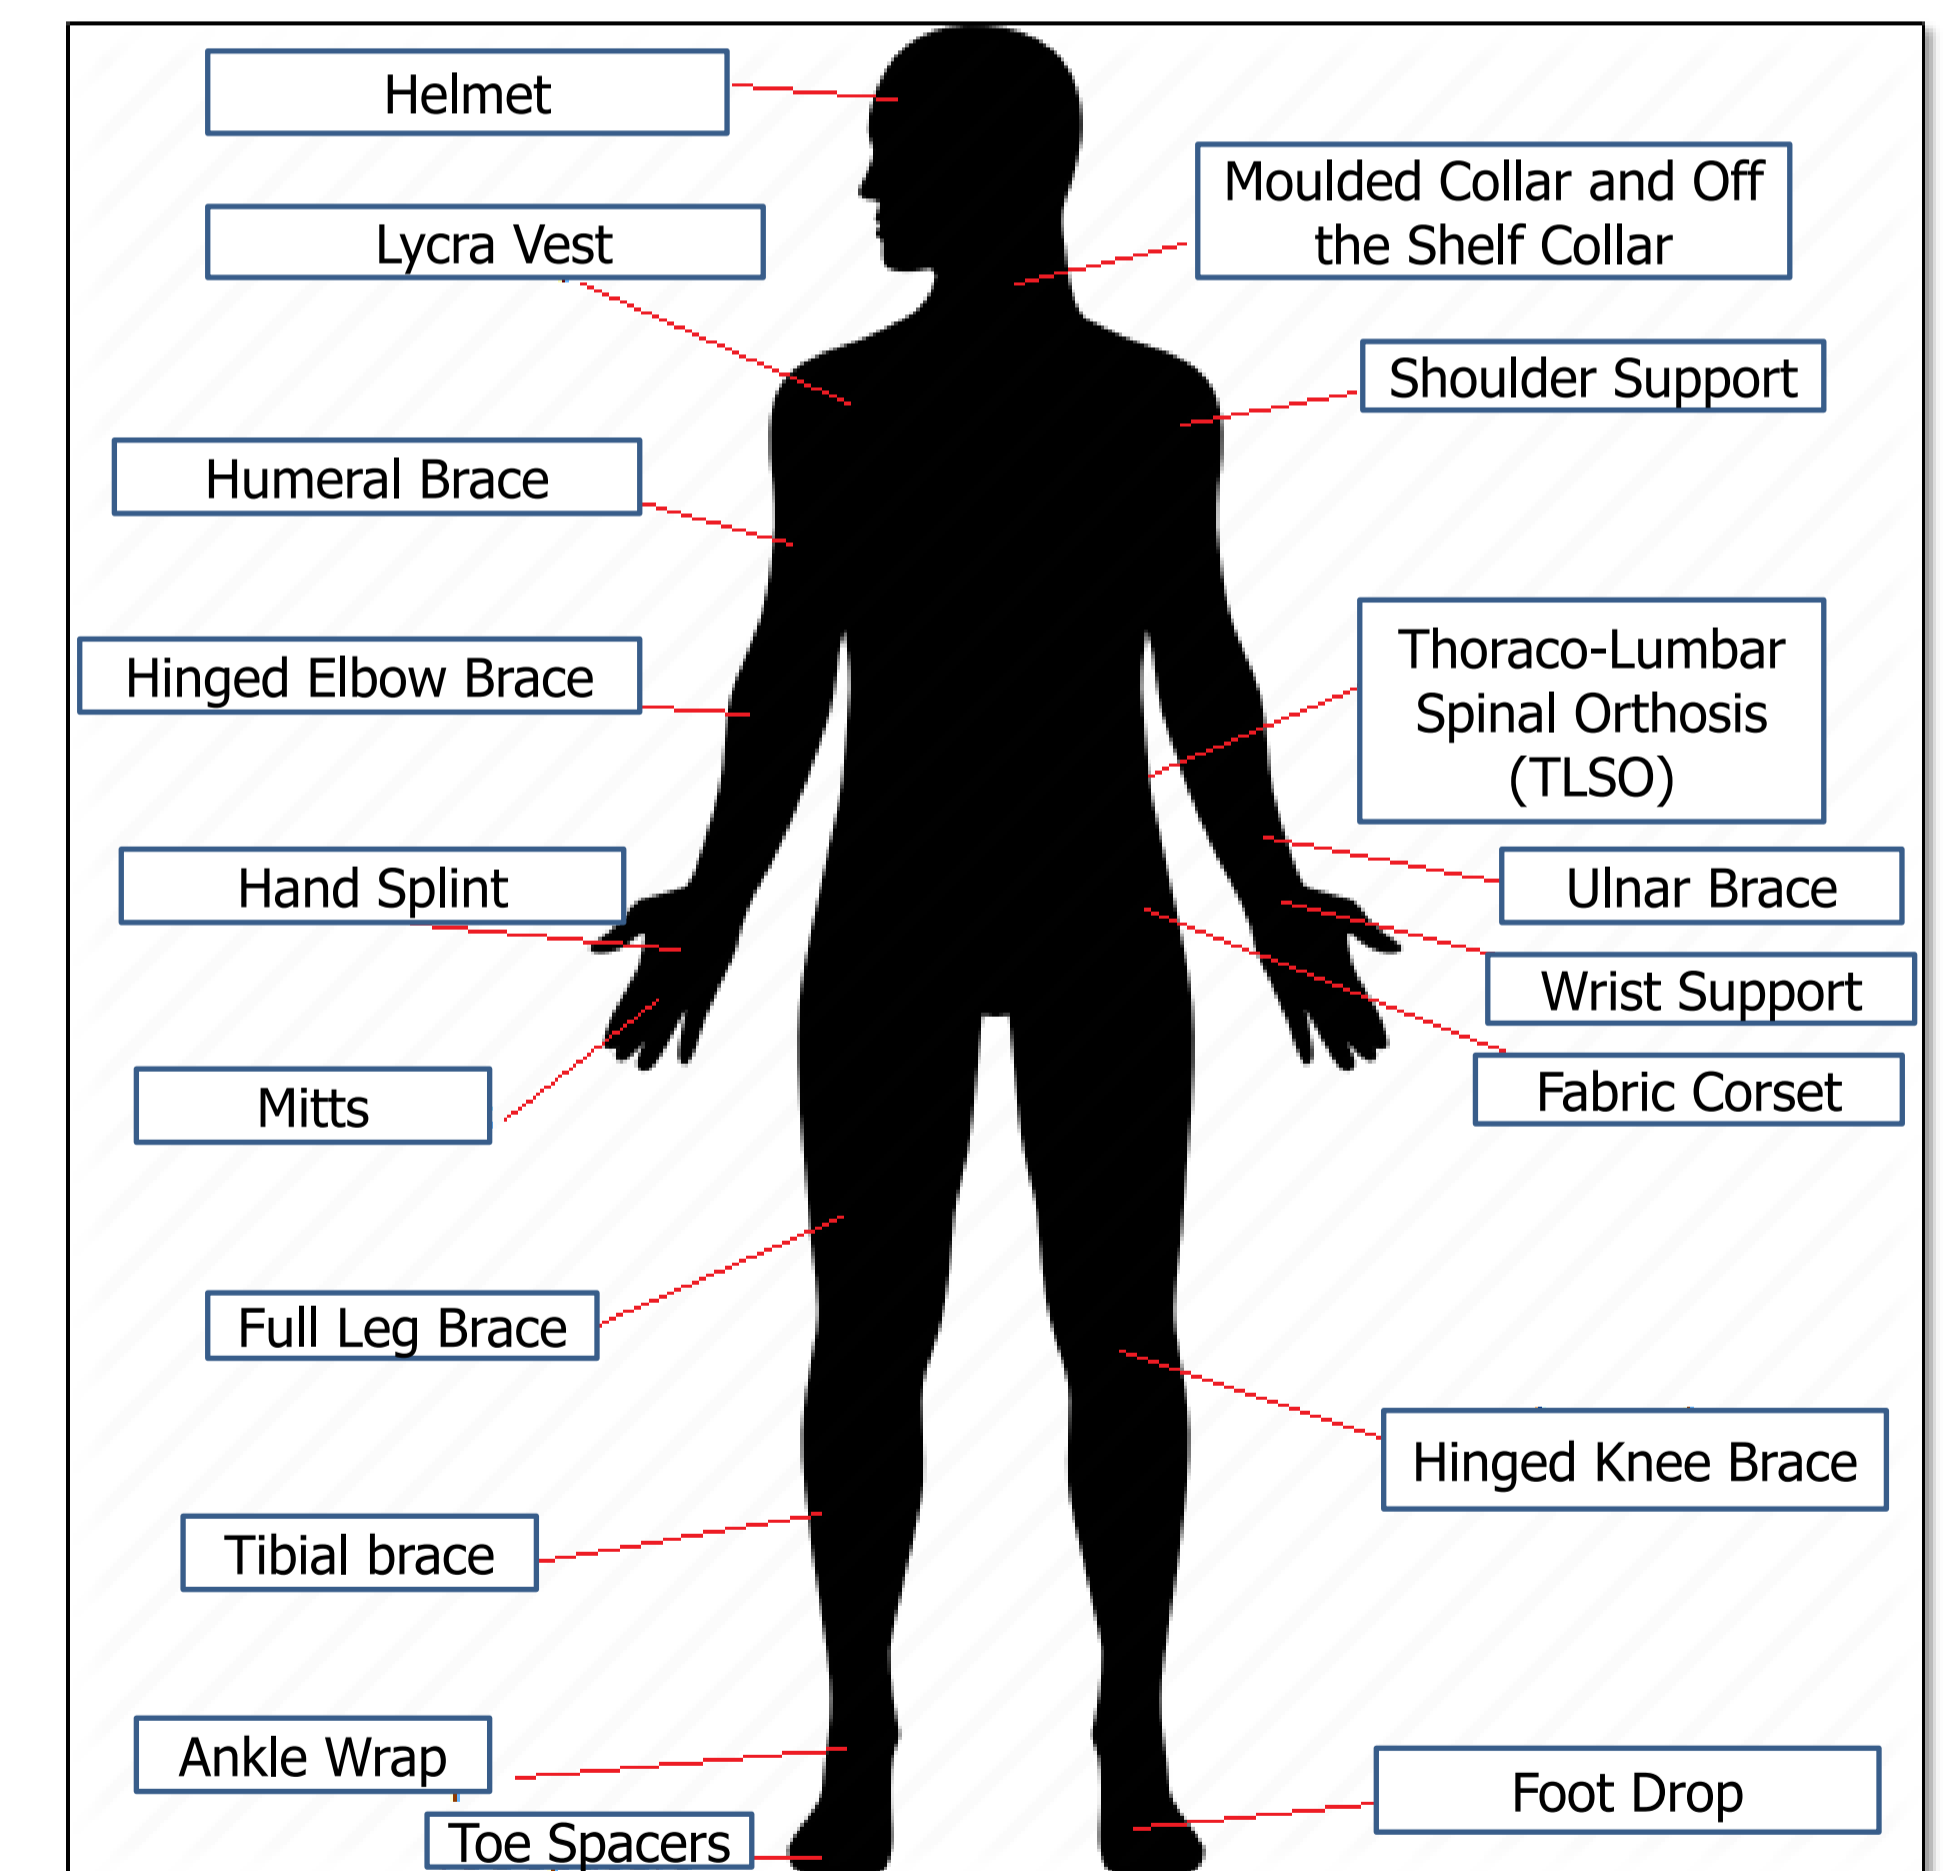 Helmet
Moulded Collar and Off
the Shelf Collar
Lycra Vest
Shoulder Support
Humeral Brace
Hinged Elbow Brace
Thoraco-Lumbar
Spinal Orthosis
(TLSO)
Hand Splint
Ulnar Brace
Wrist Support
Mitts
Fabric Corset
Full Leg Brace
Hinged Knee Brace
Tibial brace
Ankle Wrap
Foot Drop
Toe Spacers